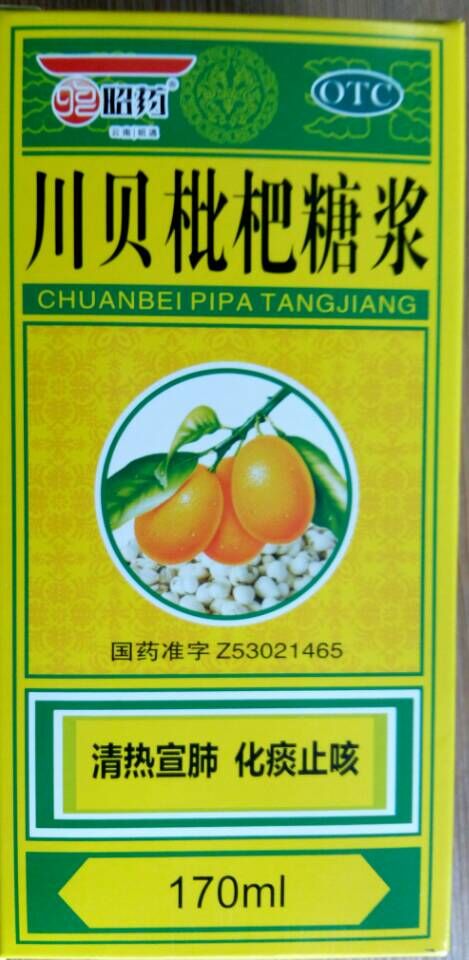 昭药®
云南|昭通
OTC
川贝枇杷糖浆
CHUANBEI PIPA TANGJIANG
国药准字 Z53021465
清热宣肺 化痰止咳
170ml